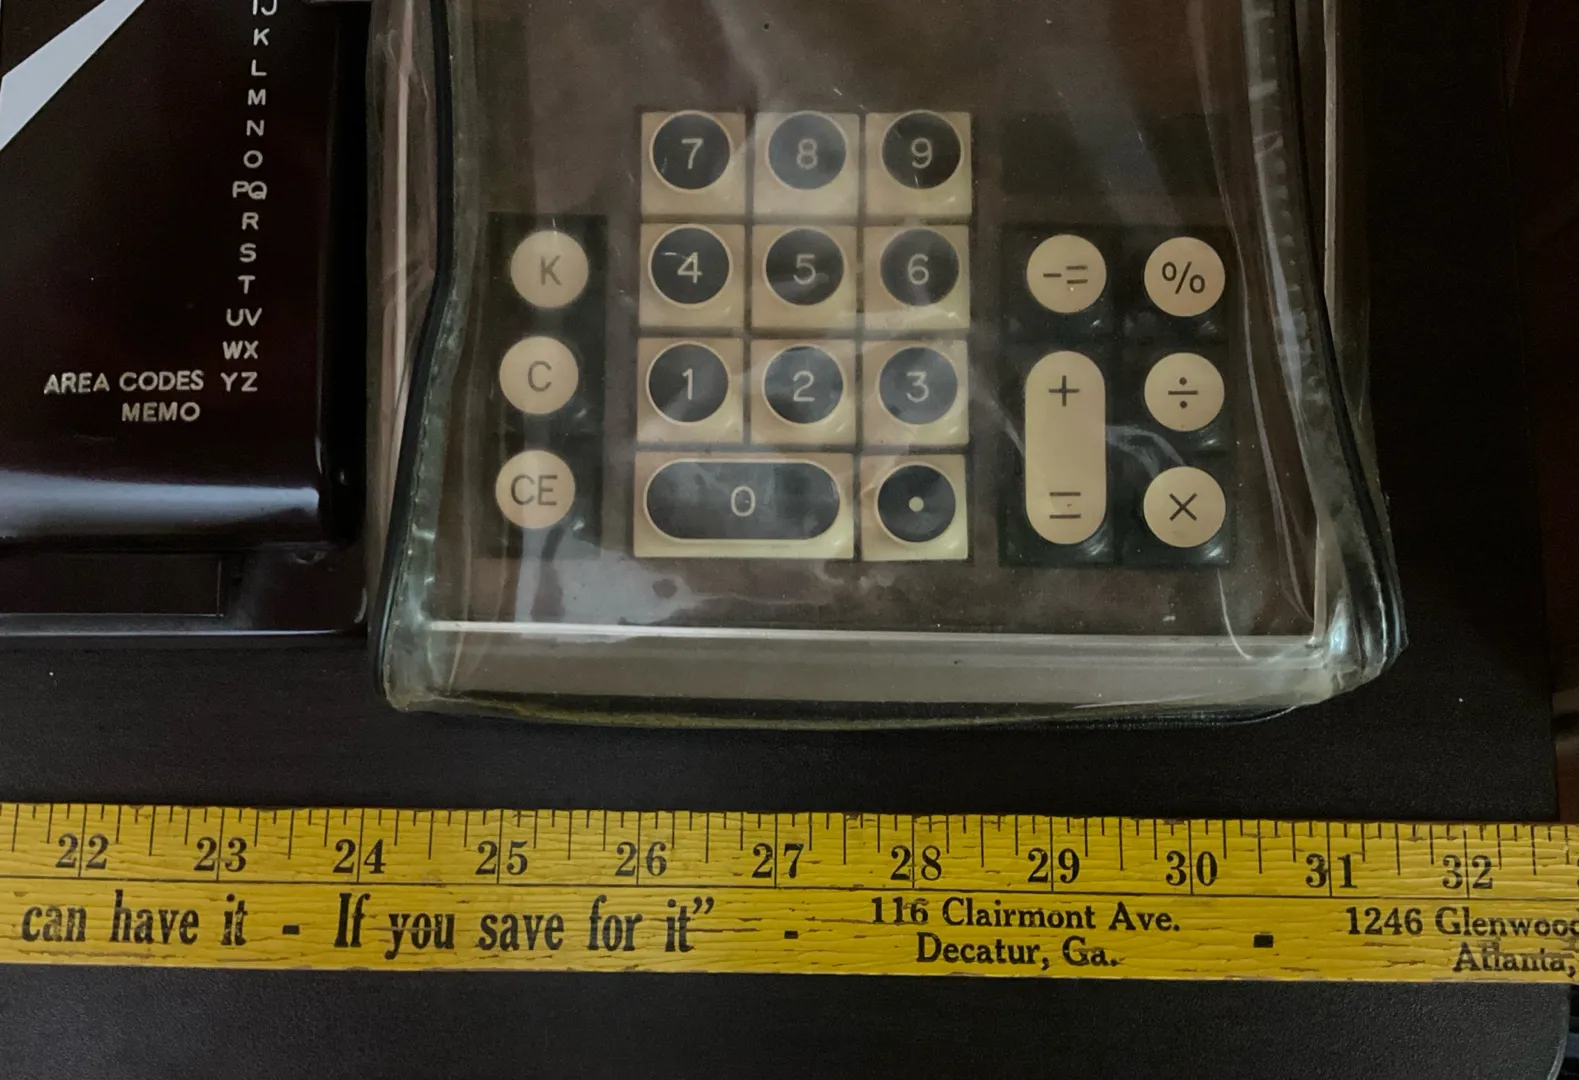 IJ
K
L
M
N
O
PQ
R
S
T
UV
WX
AREA CODES YZ
MEMO
7 8 9
K 4 5 6 -= %
C 1 2 3 + ÷
CE 0 . = ×
22 23 24 25 26 27 28 29 30 31 32
can have it - If you save for it" - 116 Clairmont Ave. - 1246 Glenwood
Decatur, Ga. Atlanta,